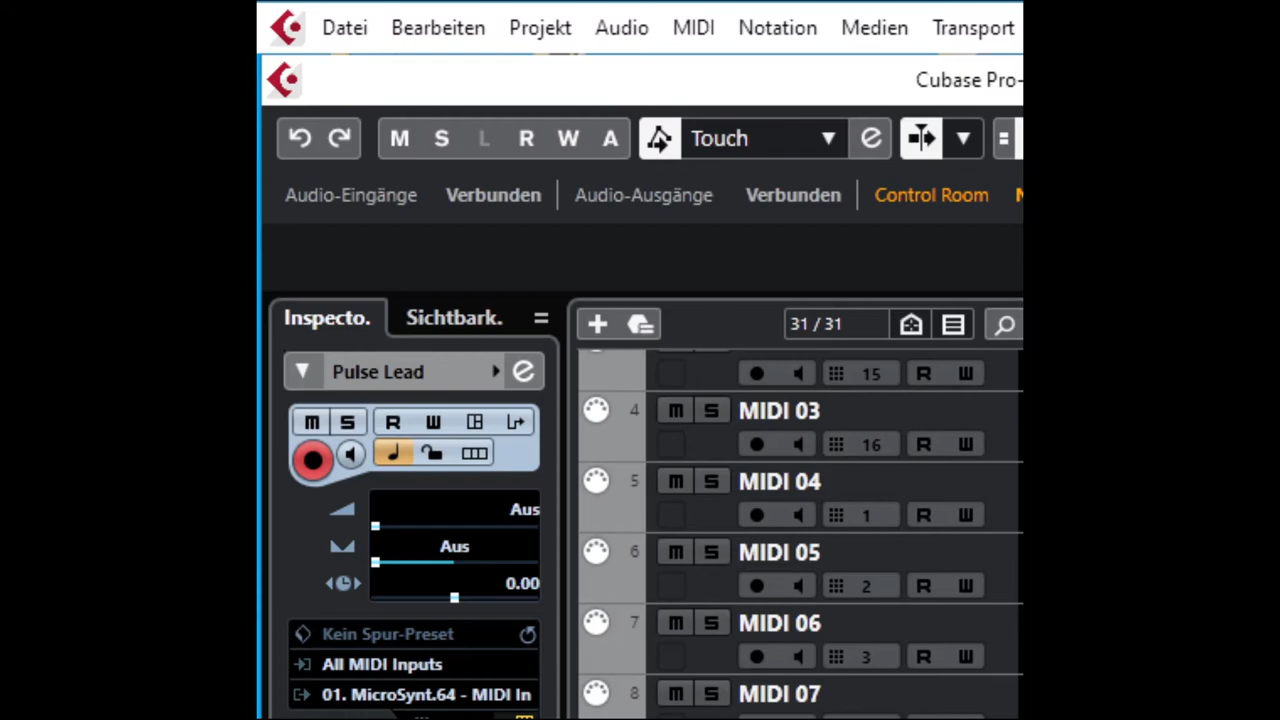 Datei Bearbeiten Projekt Audio MIDI Notation Medien Transport
Cubase Pro-
M S L R W A Touch e
Audio-Eingänge Verbunden Audio-Ausgänge Verbunden Control Room
Inspecto. Sichtbark. 31 / 31
Pulse Lead e
15 R W
M S R W
4 M S MIDI 03
16 R W
Aus
5 M S MIDI 04
1 R W
Aus
6 M S MIDI 05
0.00
2 R W
7 M S MIDI 06
Kein Spur-Preset
3 R W
All MIDI Inputs
01. MicroSynt.64 - MIDI In
8 M S MIDI 07